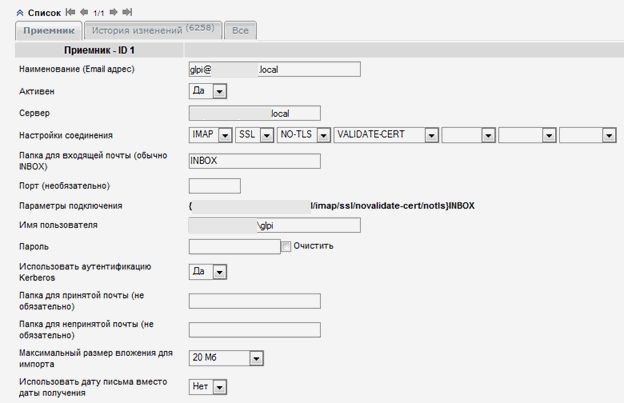 Список 1/1
Приемник История изменений (6258) Все
Приемник - ID 1
Наименование (Email адрес) glpi@ .local
Активен Да
Сервер local
Настройки соединения IMAP SSL NO-TLS VALIDATE-CERT
Папка для входящей почты (обычно
INBOX) INBOX
Порт (необязательно)
Параметры подключения { l/imap/ssl/novalidate-cert/notls}INBOX
Имя пользователя \glpi
Пароль Очистить
Использовать аутентификацию
Kerberos Да
Папка для принятой почты (не
обязательно)
Папка для непринятой почты (не
обязательно)
Максимальный размер вложения для
импорта 20 Мб
Использовать дату письма вместо
даты получения Нет